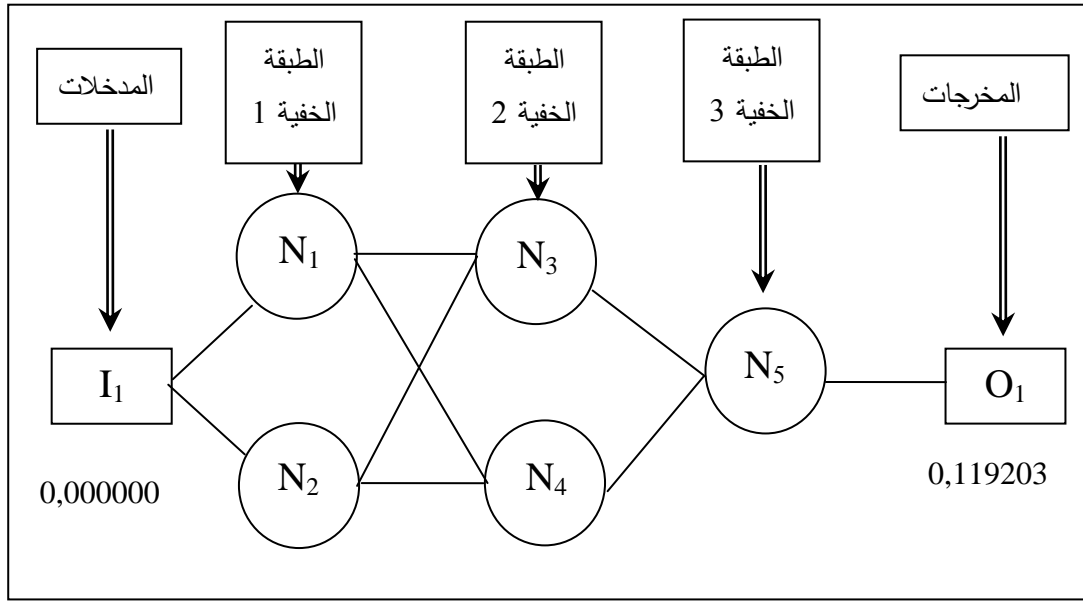 المدخلات
الطبقة
الخفية 1
الطبقة
الخفية 2
الطبقة
الخفية 3
المخرجات
N1
N3
I1
N5
O1
N2
N4
0,000000
0,119203